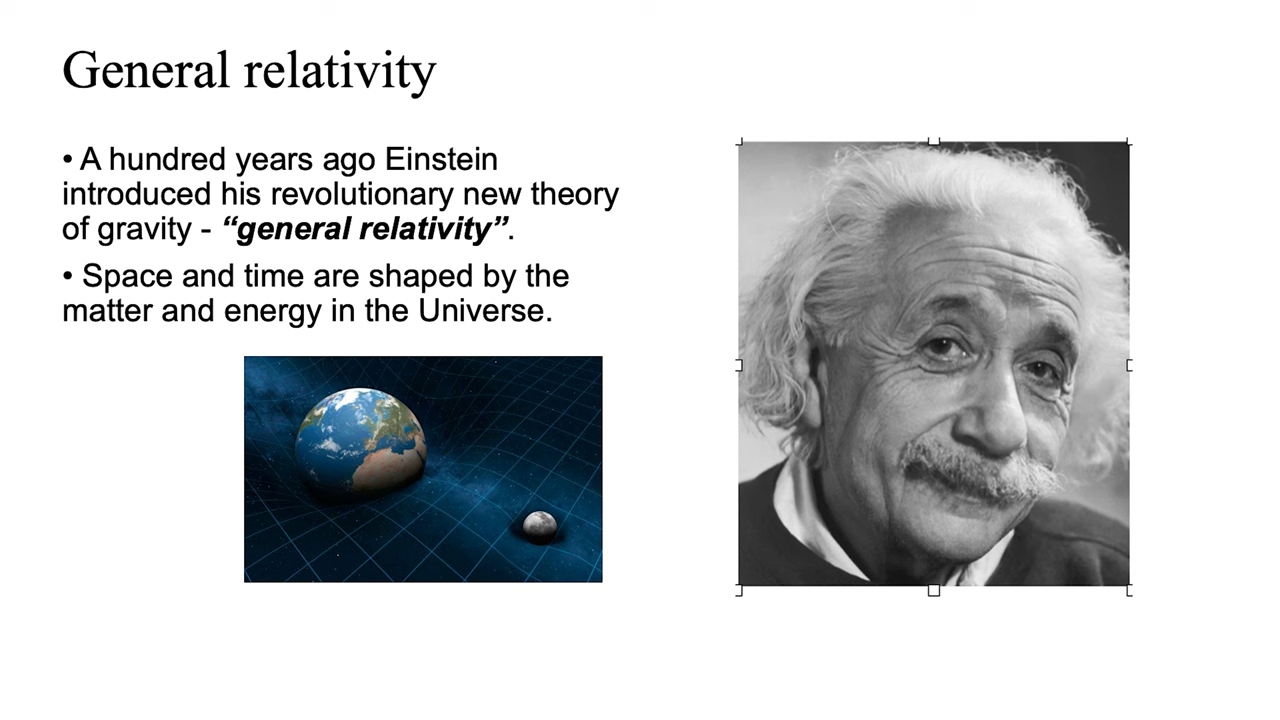 General relativity
• A hundred years ago Einstein
introduced his revolutionary new theory
of gravity - “general relativity”.
• Space and time are shaped by the
matter and energy in the Universe.